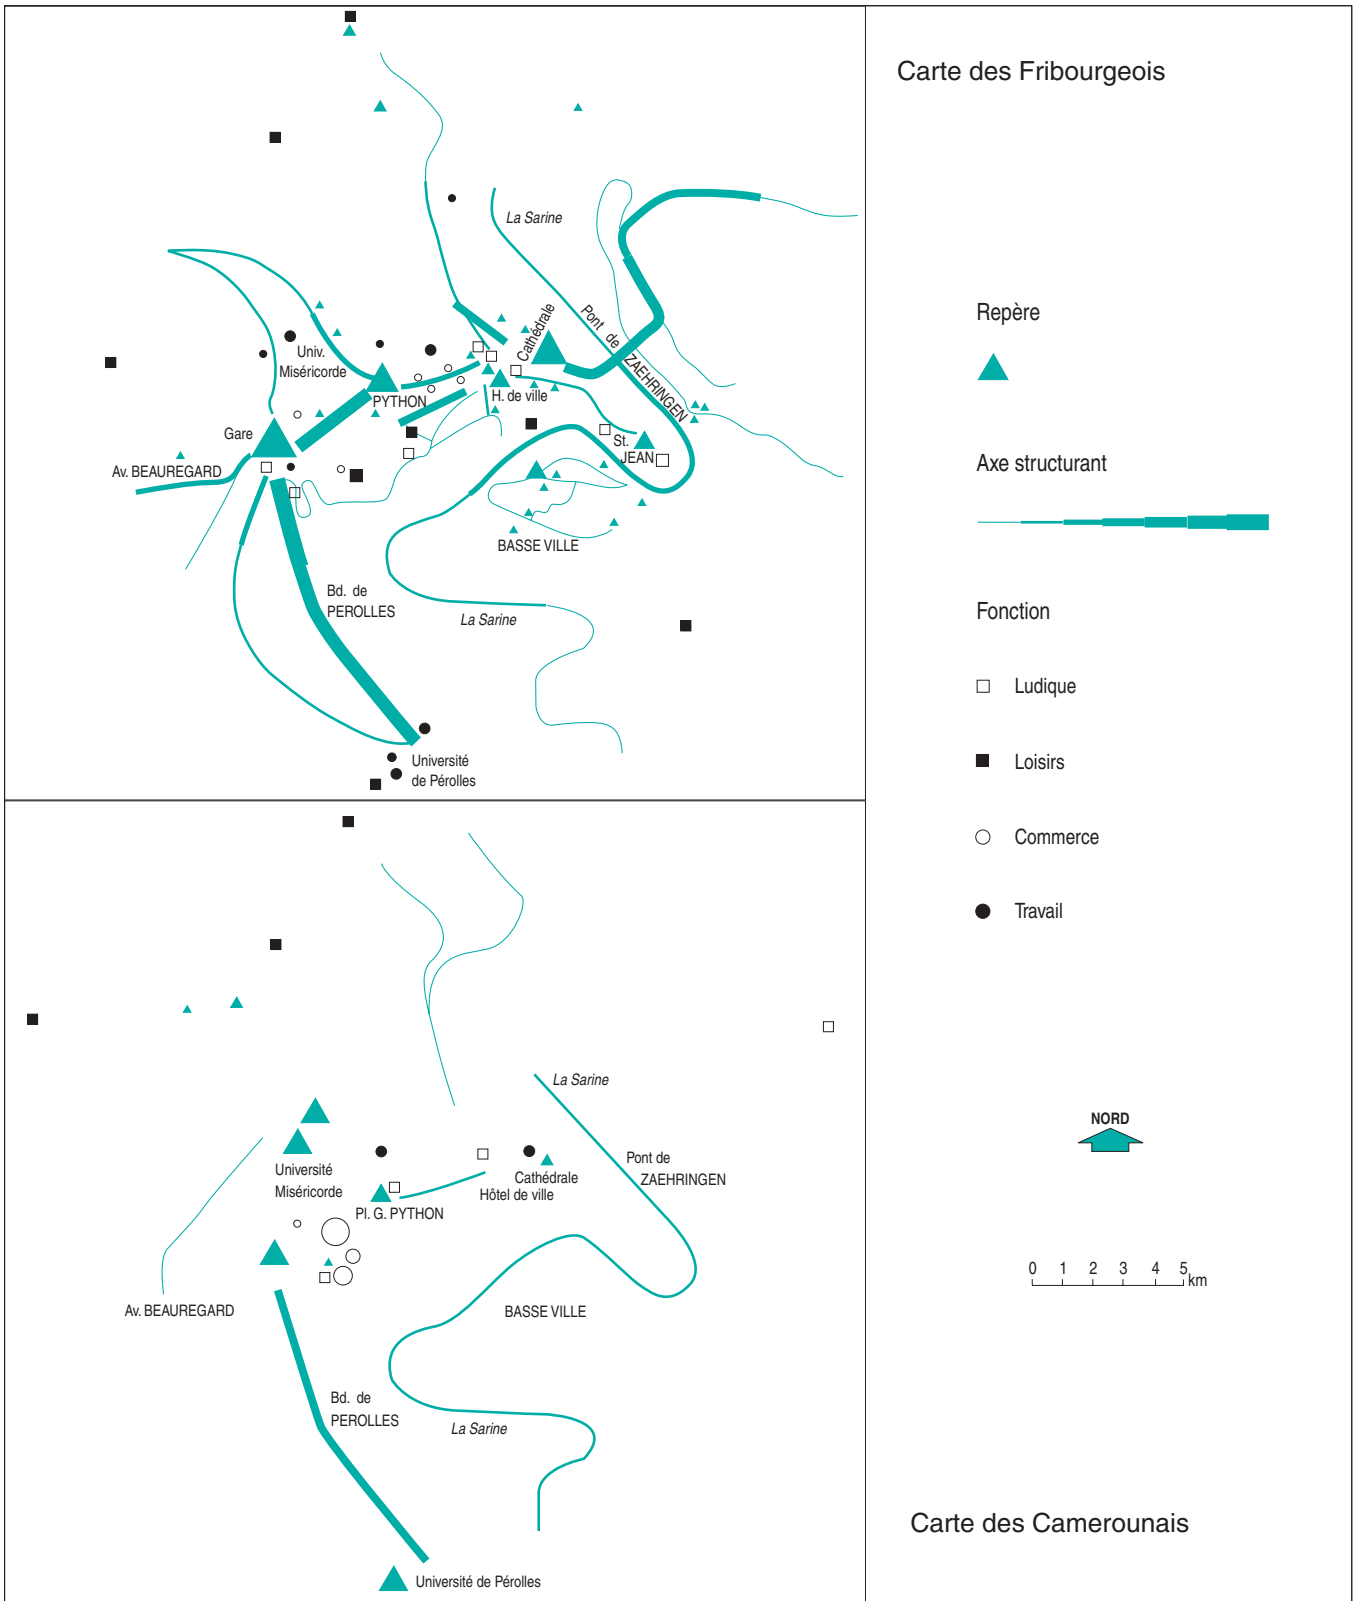 Carte des Fribourgeois
La Sarine
Pont de ZAEHRINGEN
Cathédrale
Univ.
Miséricorde
PYTHON
H. de ville
Gare
St.
JEAN
Av. BEAUREGARD
BASSE VILLE
Bd. de
PEROLLES
La Sarine
Université
de Pérolles
Repère
Axe structurant
Fonction
Ludique
Loisirs
Commerce
Travail
NORD
0 1 2 3 4 5
km
La Sarine
Pont de
ZAEHRINGEN
Université
Miséricorde
Cathédrale
Hôtel de ville
Pl. G. PYTHON
Av. BEAUREGARD
BASSE VILLE
Bd. de
PEROLLES
La Sarine
Université de Pérolles
Carte des Camerounais